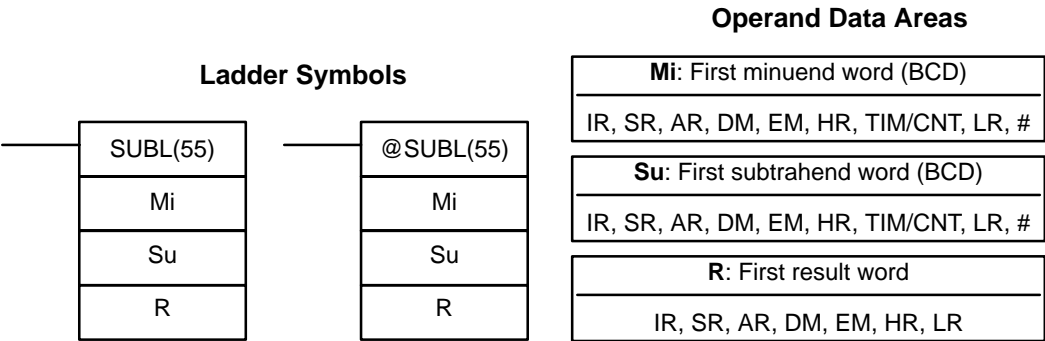 Operand Data Areas
Ladder Symbols
SUBL(55)
Mi
Su
R
@SUBL(55)
Mi
Su
R
Mi: First minuend word (BCD)
IR, SR, AR, DM, EM, HR, TIM/CNT, LR, #
Su: First subtrahend word (BCD)
IR, SR, AR, DM, EM, HR, TIM/CNT, LR, #
R: First result word
IR, SR, AR, DM, EM, HR, LR